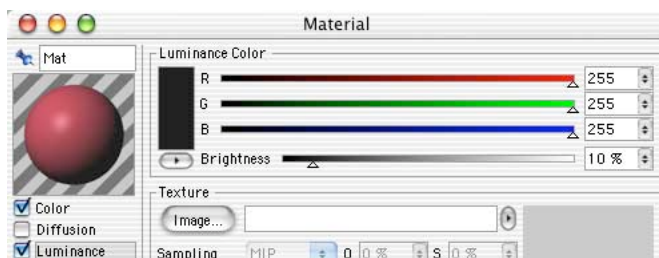 Material
Mat
Luminance Color
R 255
G 255
B 255
Brightness 10 %
Texture
Image...
Color
Diffusion
Luminance
Sampling MIP 0 0 % S 0 %